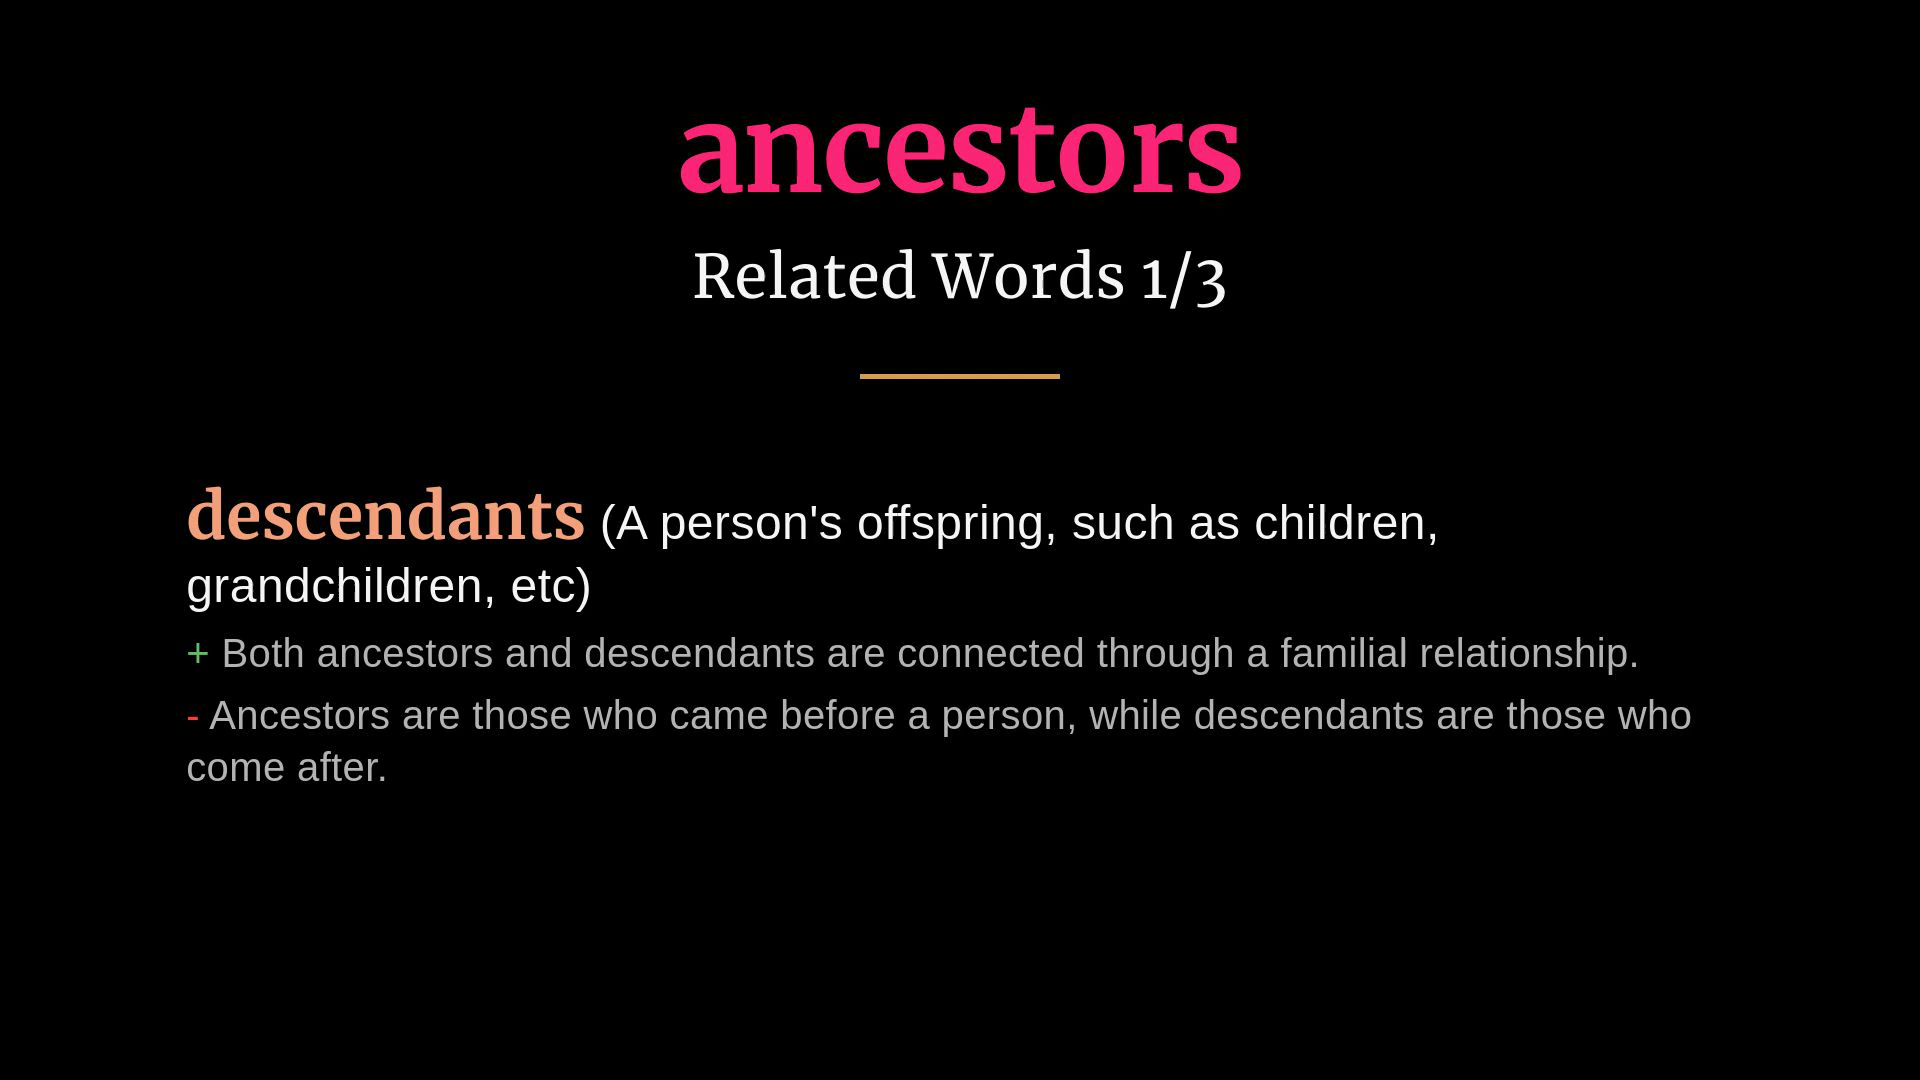 ancestors
Related Words 1/3
descendants (A person's offspring, such as children,
grandchildren, etc)
+ Both ancestors and descendants are connected through a familial relationship.
- Ancestors are those who came before a person, while descendants are those who
come after.